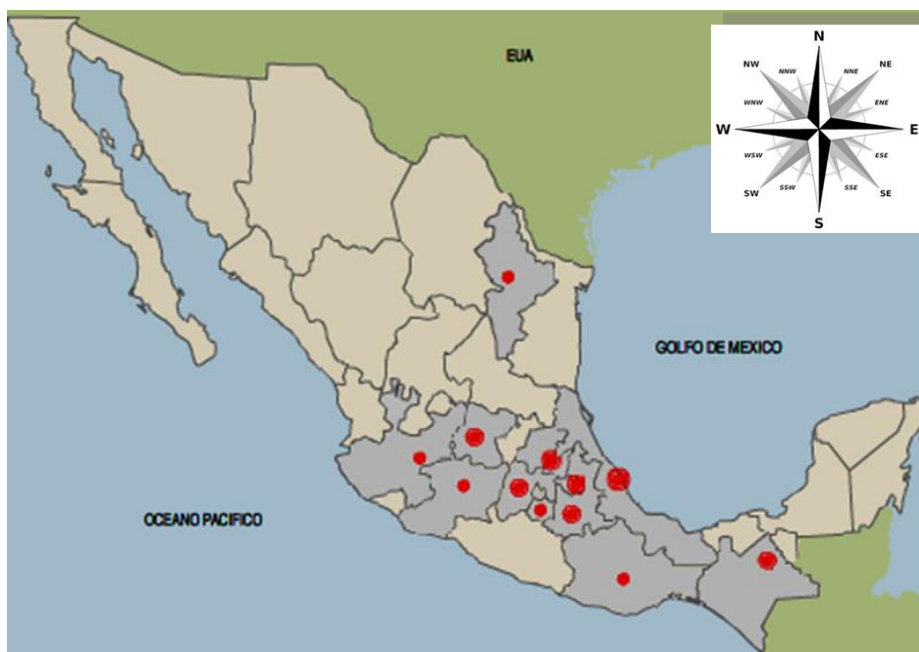 EUA
N
NW
NNW
NNE
NE
WNW
ENE
W
E
WSW
ESE
SW
SSW
SSE
SE
S
GOLFO DE MEXICO
OCEANO PACIFICO